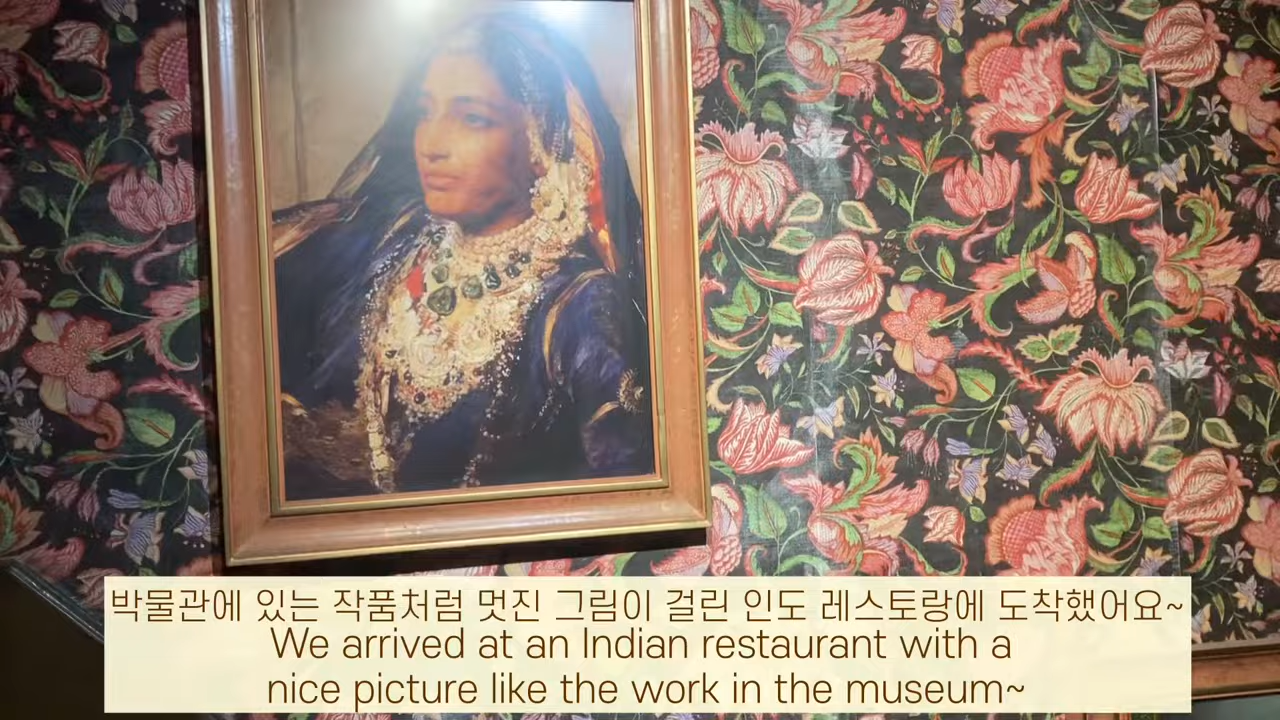 박물관에 있는 작품처럼 멋진 그림이 걸린 인도 레스토랑에 도착했어요~
We arrived at an Indian restaurant with a
nice picture like the work in the museum~